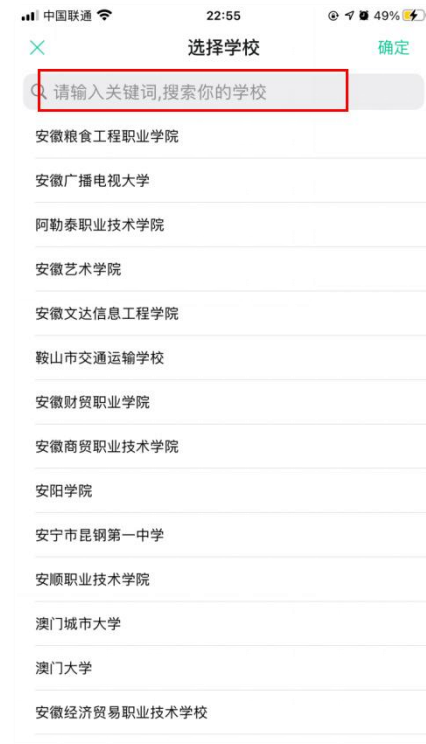 中国联通 22:55 49%
选择学校 确定
请输入关键词,搜索你的学校
安徽粮食工程职业学院
安徽广播电视大学
阿勒泰职业技术学院
安徽艺术学院
安徽文达信息工程学院
鞍山市交通运输学校
安徽财贸职业学院
安徽商贸职业技术学院
安阳学院
安宁市昆钢第一中学
安顺职业技术学院
澳门城市大学
澳门大学
安徽经济贸易职业技术学校